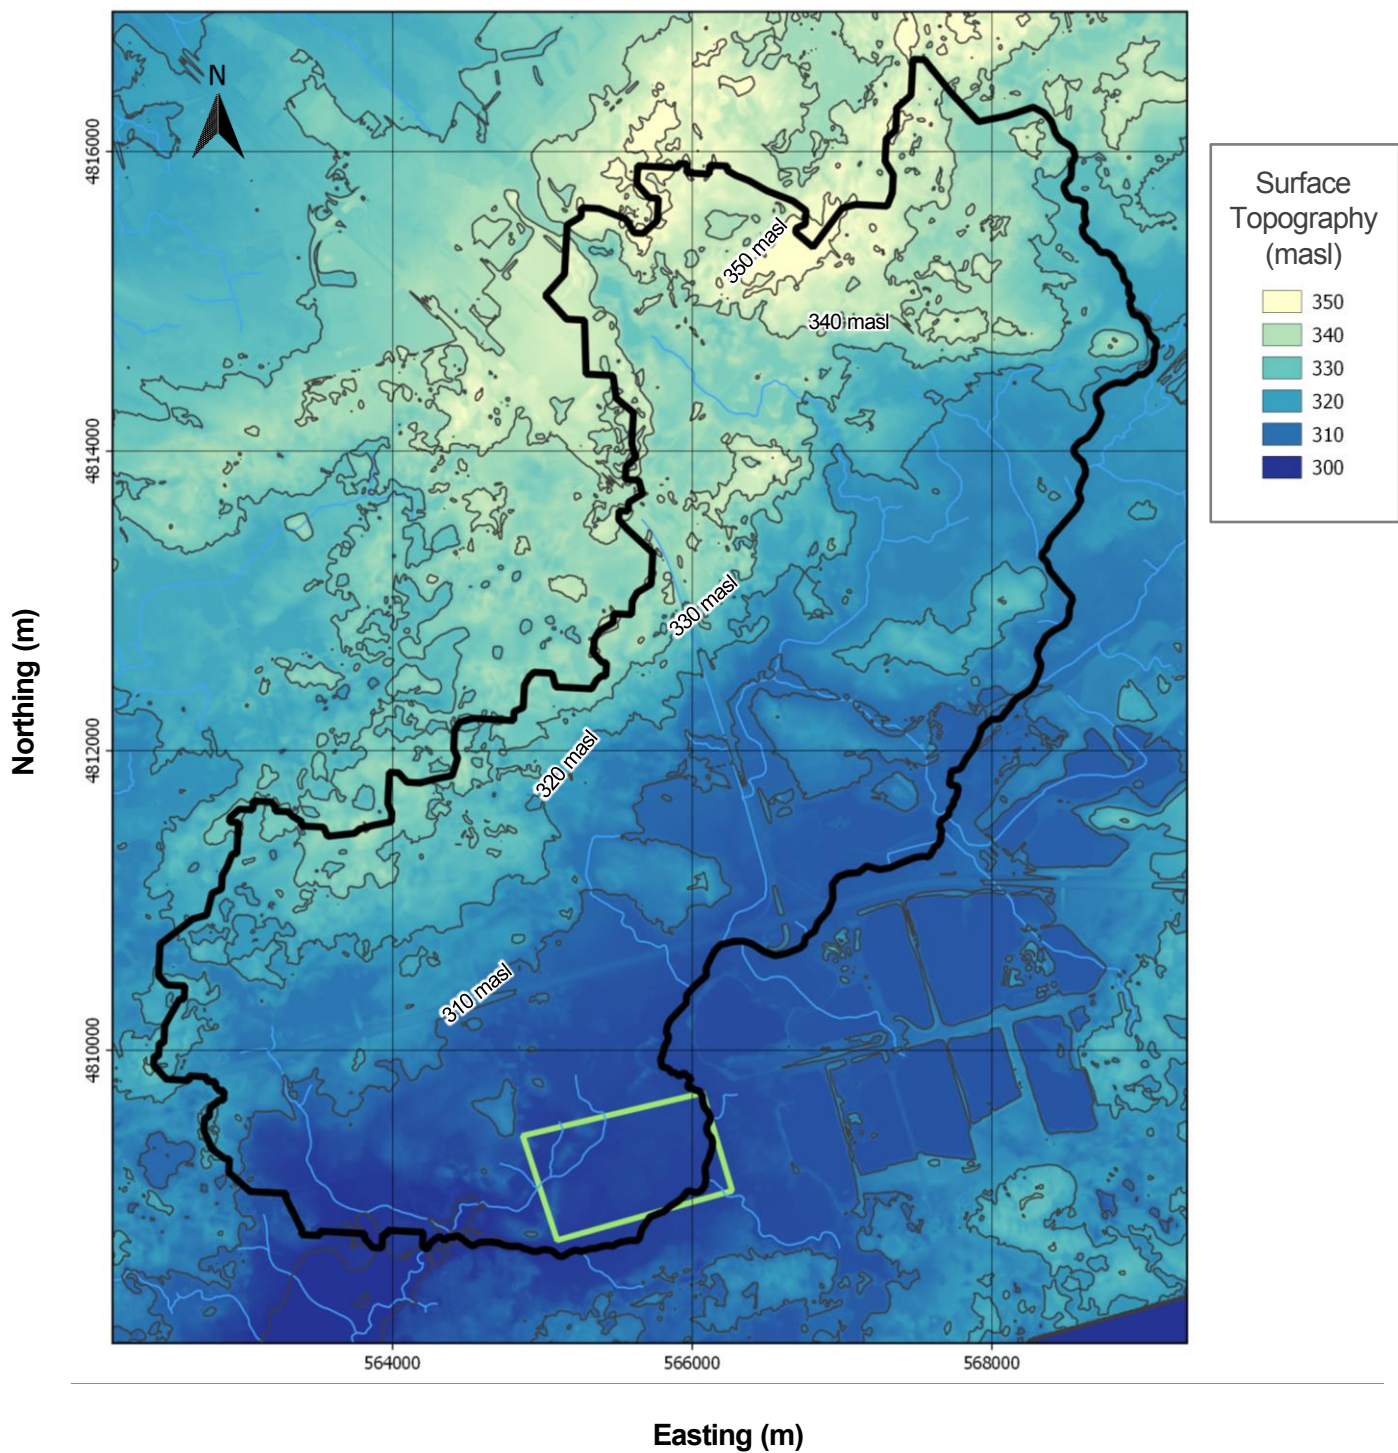 N
4816000
4814000
4812000
4810000
Northing (m)
350 masl
340 masl
330 masl
320 masl
310 masl
564000
566000
568000
Easting (m)
Surface
Topography
(masl)
350
340
330
320
310
300